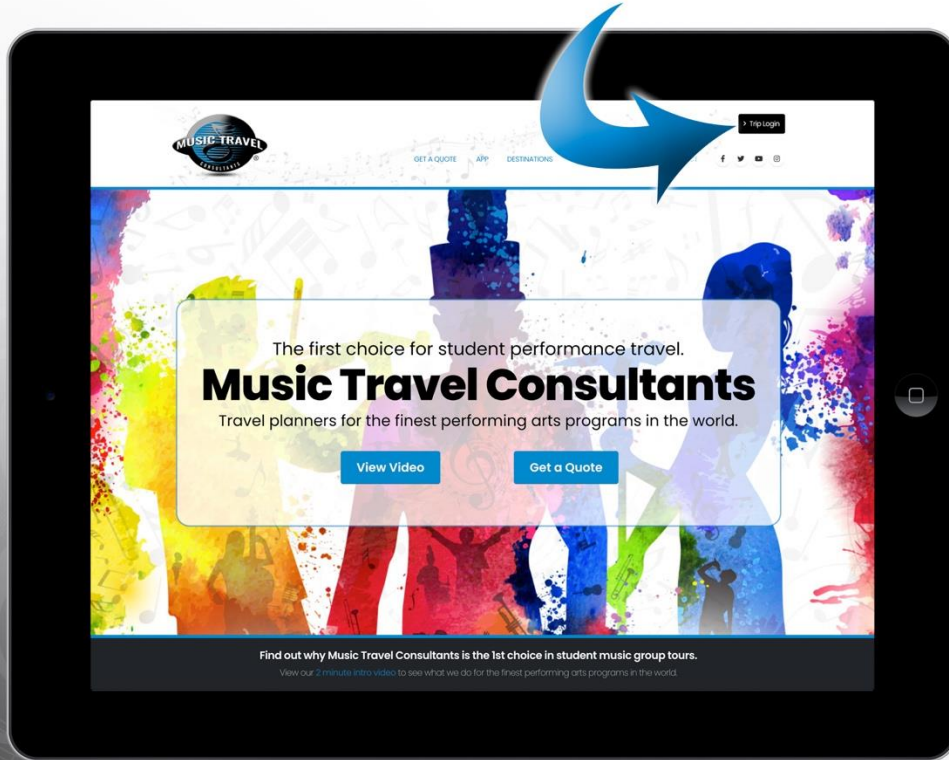 MUSIC TRAVEL
CONSULTANTS
®
> Trip Login
GET A QUOTE APP DESTINATIONS
The first choice for student performance travel.
Music Travel Consultants
Travel planners for the finest performing arts programs in the world.
View Video Get a Quote
Find out why Music Travel Consultants is the 1st choice in student music group tours.
View our 2 minute intro video to see what we do for the finest performing arts programs in the world.